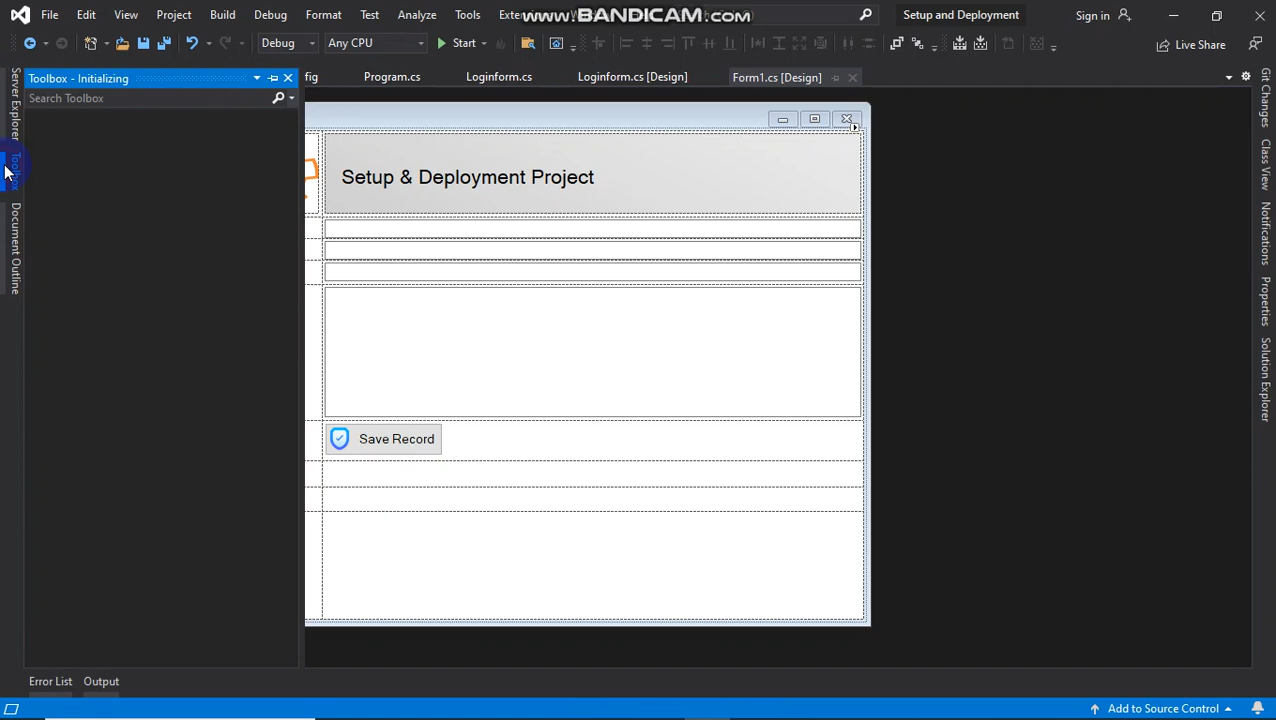 File Edit View Project Build Debug Format Test Analyze Tools www.BANDICAM.com Setup and Deployment Sign in
Debug Any CPU Start Live Share
Toolbox - Initializing
Program.cs Loginform.cs Loginform.cs [Design] Form1.cs [Design]
Search Toolbox
Server Explorer
Toolbox
Document Outline
Setup & Deployment Project
Save Record
Git Changes
Class View
Notifications
Properties
Solution Explorer
Error List Output
Add to Source Control